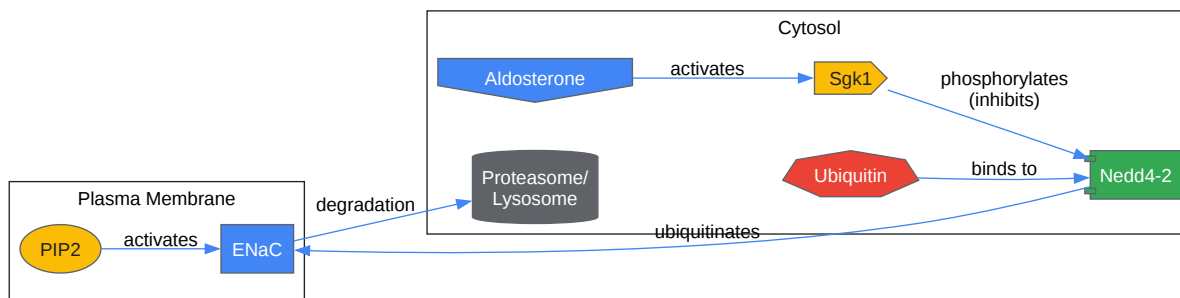 Cytosol
Aldosterone
activates
Sgk1
phosphorylates
(inhibits)
Proteasome/
Lysosome
Ubiquitin
binds to
Nedd4-2
Plasma Membrane
degradation
PIP2
activates
ENaC
ubiquitinates